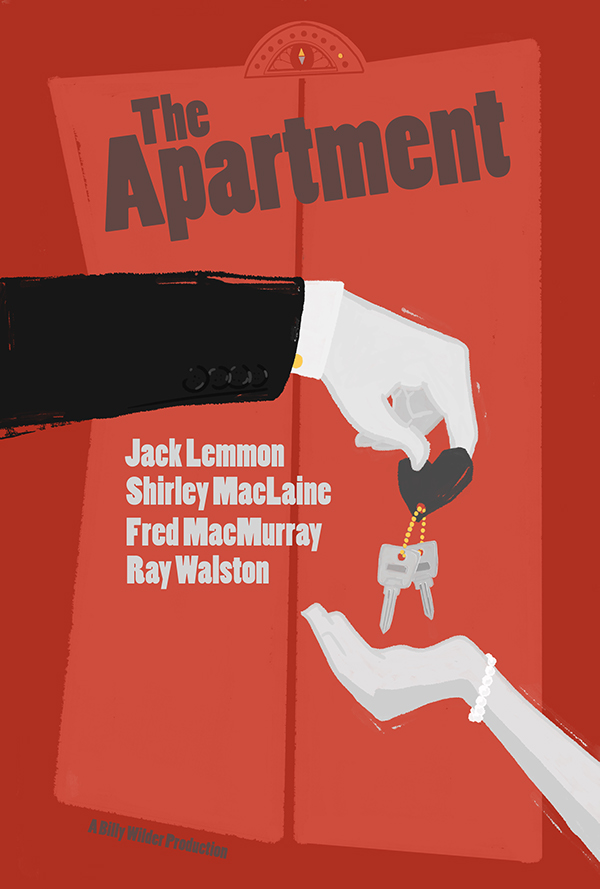 The
Apartment
Jack Lemmon
Shirley MacLaine
Fred MacMurray
Ray Walston
A Billy Wilder Production